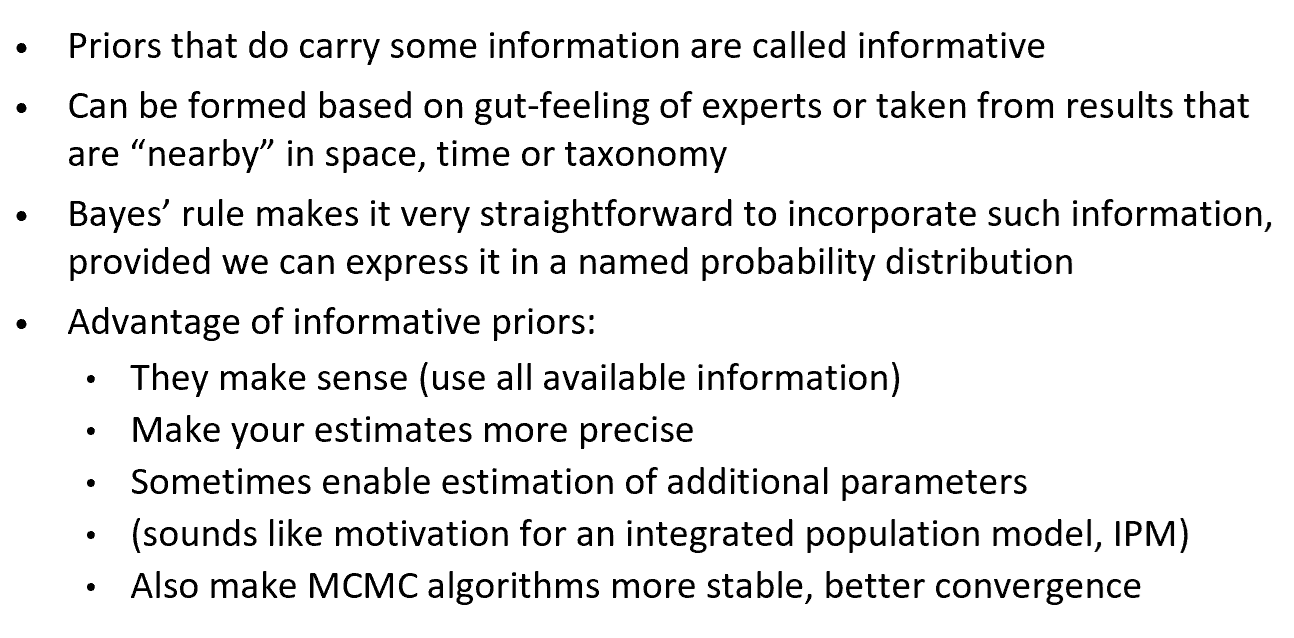 • Priors that do carry some information are called informative
• Can be formed based on gut-feeling of experts or taken from results that
are “nearby” in space, time or taxonomy
• Bayes’ rule makes it very straightforward to incorporate such information,
provided we can express it in a named probability distribution
• Advantage of informative priors:
• They make sense (use all available information)
• Make your estimates more precise
• Sometimes enable estimation of additional parameters
• (sounds like motivation for an integrated population model, IPM)
• Also make MCMC algorithms more stable, better convergence